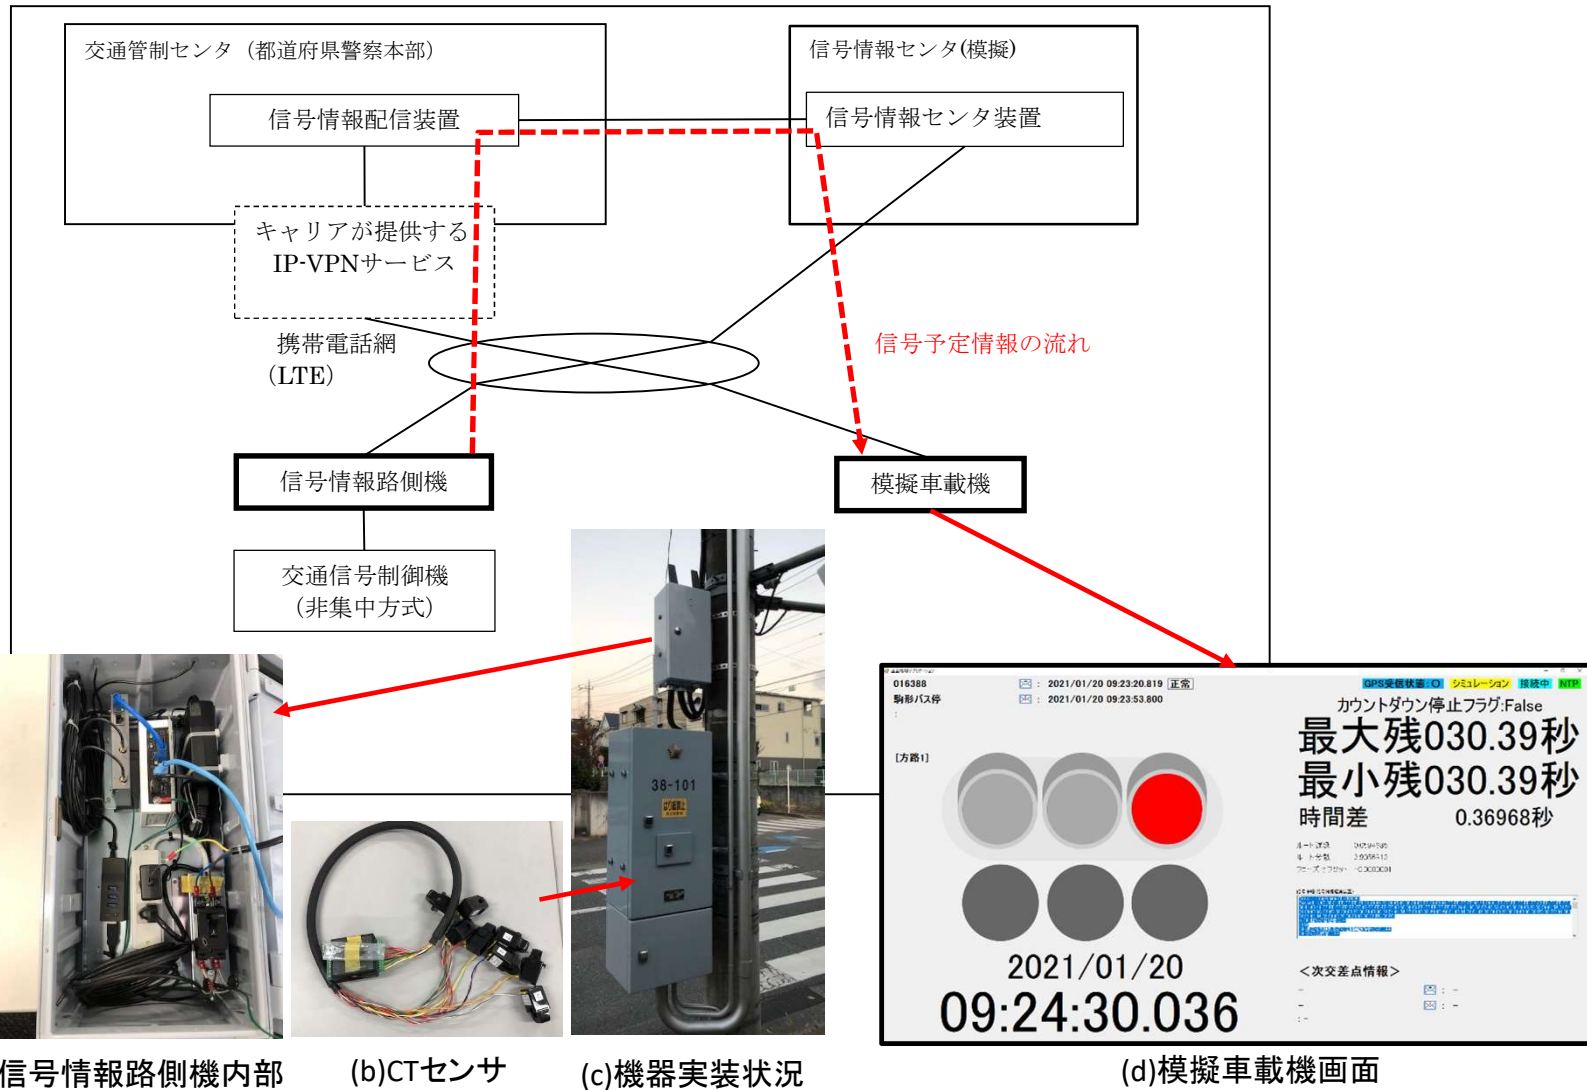 交通管制センタ（都道府県警察本部）
信号情報センタ(模擬)
信号情報配信装置
信号情報センタ装置
キャリアが提供する
IP-VPNサービス
携帯電話網
（LTE）
信号予定情報の流れ
信号情報路側機
模擬車載機
交通信号制御機
（非集中方式）
38-101
016388
: 2021/01/20 09:23:20.819 正常
駒形バス停
: 2021/01/20 09:23:53.800
:
[方路1]
GPS受信状態:O シミュレーション 接続中 NTP
カウントダウン停止フラグ:False
最大残030.39秒
最小残030.39秒
時間差 0.36968秒
2021/01/20
09:24:30.036
＜次交差点情報＞
- : -
- : -
: -
信号情報路側機内部
(b)CTセンサ
(c)機器実装状況
(d)模擬車載機画面